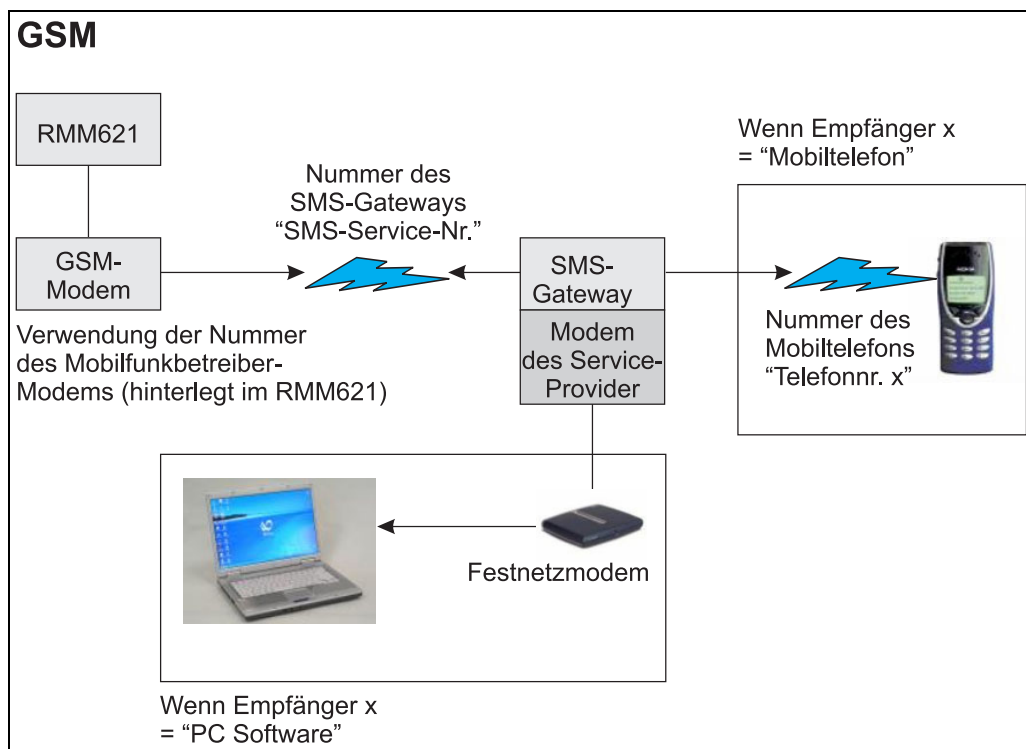 GSM
RMM621
GSM-
Modem
Verwendung der Nummer
des Mobilfunkbetreiber-
Modems (hinterlegt im RMM621)
Nummer des
SMS-Gateways
“SMS-Service-Nr.”
SMS-
Gateway
Modem
des Service-
Provider
Wenn Empfänger x
= “Mobiltelefon”
NOKIA
Nummer des
Mobiltelefons
“Telefonnr. x”
Festnetzmodem
Wenn Empfänger x
= “PC Software”